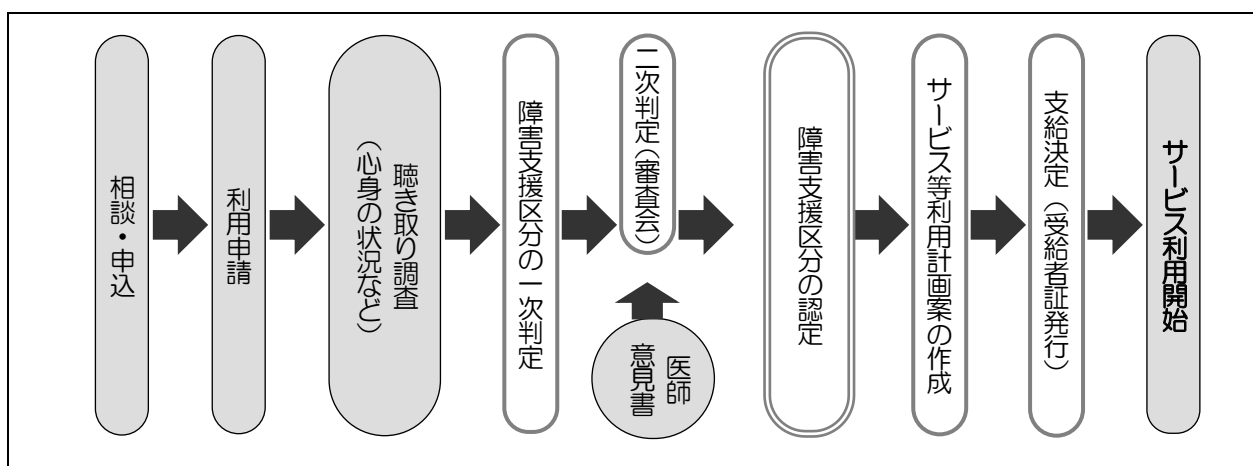 相談・申込
利用申請
聴き取り調査
（心身の状況など）
障害支援区分の一次判定
二次判定（審査会）
医師
意見書
障害支援区分の認定
サービス等利用計画案の作成
支給決定（受給者証発行）
サービス利用開始